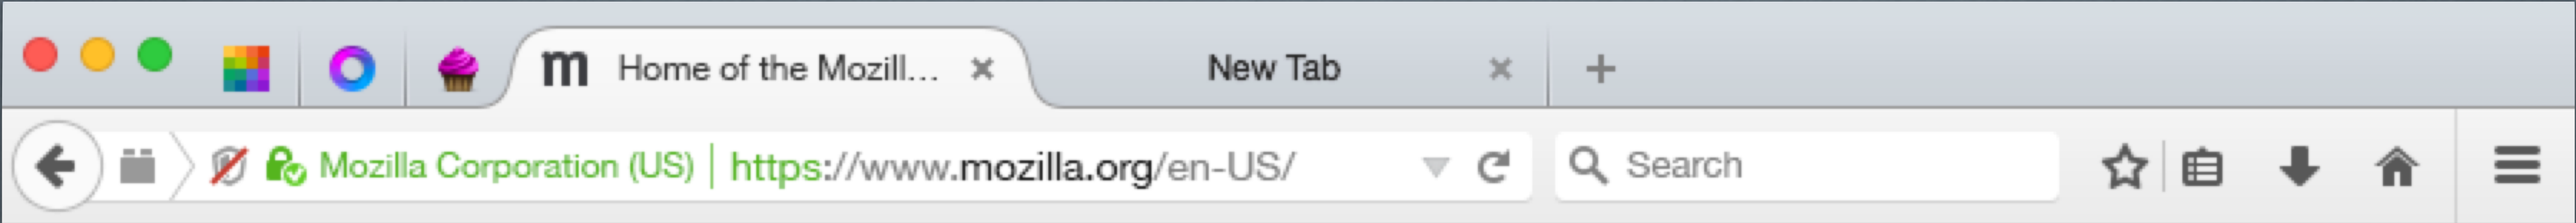 m Home of the Mozill... New Tab
Mozilla Corporation (US) https://www.mozilla.org/en-US/ Search